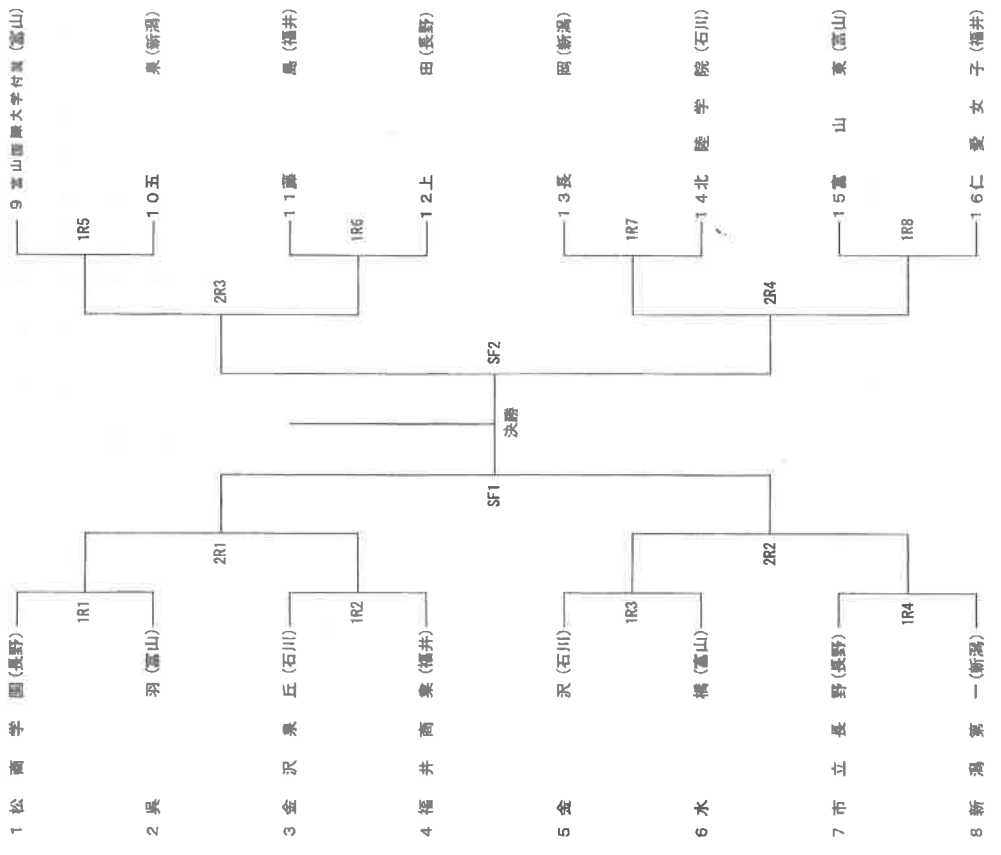 1 松商学園 (長野)
2 呉羽 (富山)
3 金沢泉丘 (石川)
4 福井商業 (福井)
5 金沢 (石川)
6 水橋 (富山)
7 市立長野 (長野)
8 新潟第一 (新潟)
1R1
1R2
1R3
1R4
2R1
2R2
SF1
決勝
SF2
2R3
2R4
1R5
1R6
1R7
1R8
9 富山国際大学付属 (富山)
10 五泉 (新潟)
11 藤島 (福井)
12 上田 (長野)
13 長岡 (新潟)
14 北陸学院 (石川)
15 富山東 (富山)
16 仁愛女子 (福井)